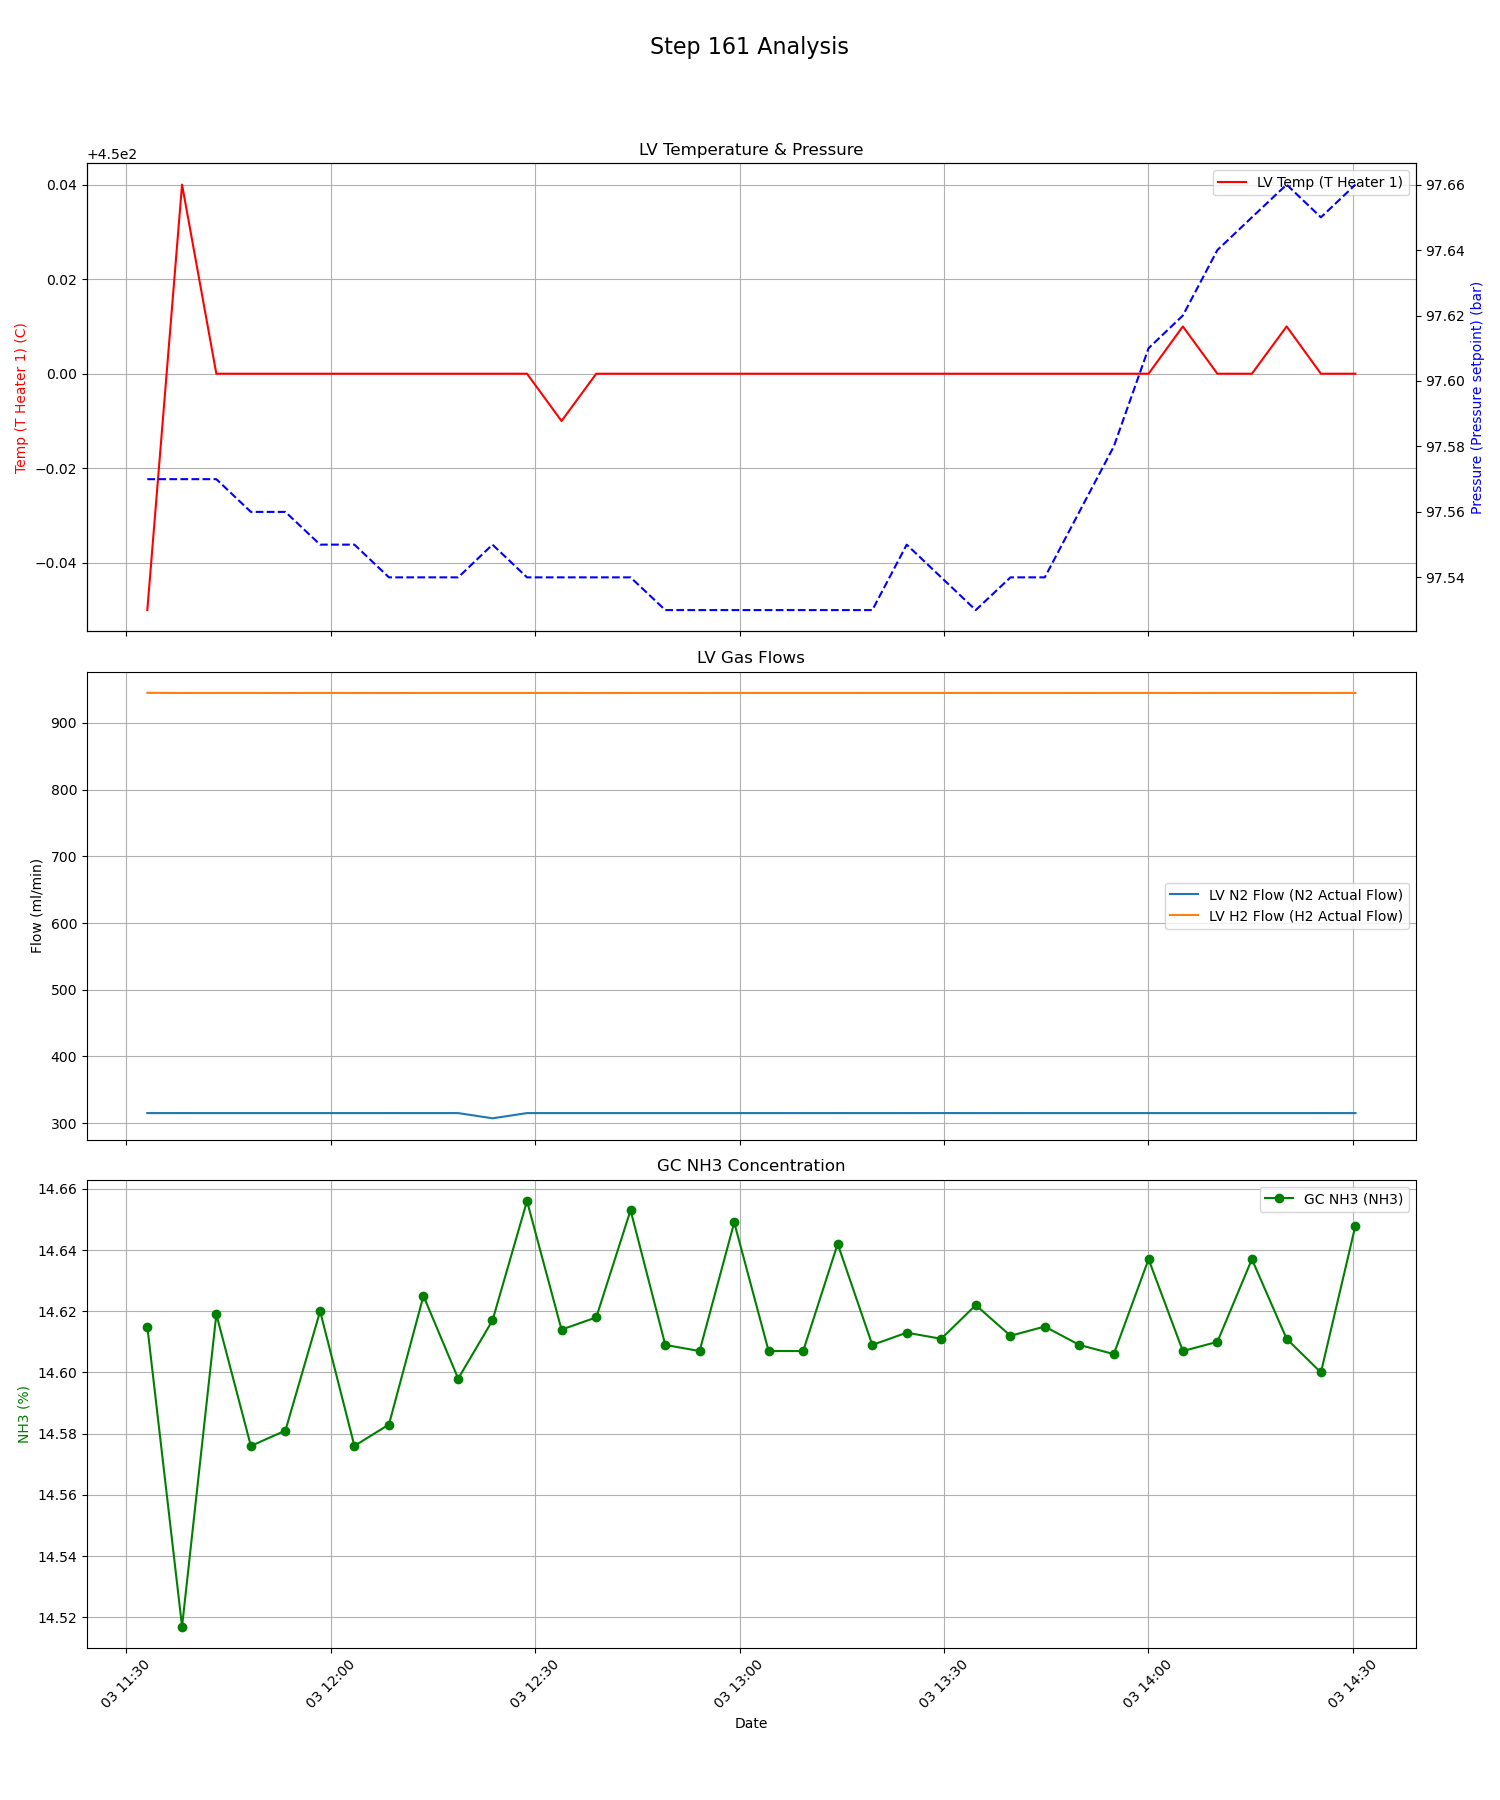 Step 161 Analysis
LV Temperature & Pressure
+4.5e2
LV Temp (T Heater 1)
0.04
0.02
0.00
−0.02
−0.04
Temp (T Heater 1) (C)
97.66
97.64
97.62
97.60
97.58
97.56
97.54
Pressure (Pressure setpoint) (bar)
LV Gas Flows
900
800
700
600
500
400
300
Flow (ml/min)
LV N2 Flow (N2 Actual Flow)
LV H2 Flow (H2 Actual Flow)
GC NH3 Concentration
GC NH3 (NH3)
14.66
14.64
14.62
14.60
14.58
14.56
14.54
14.52
NH3 (%)
03 11:30
03 12:00
03 12:30
03 13:00
03 13:30
03 14:00
03 14:30
Date